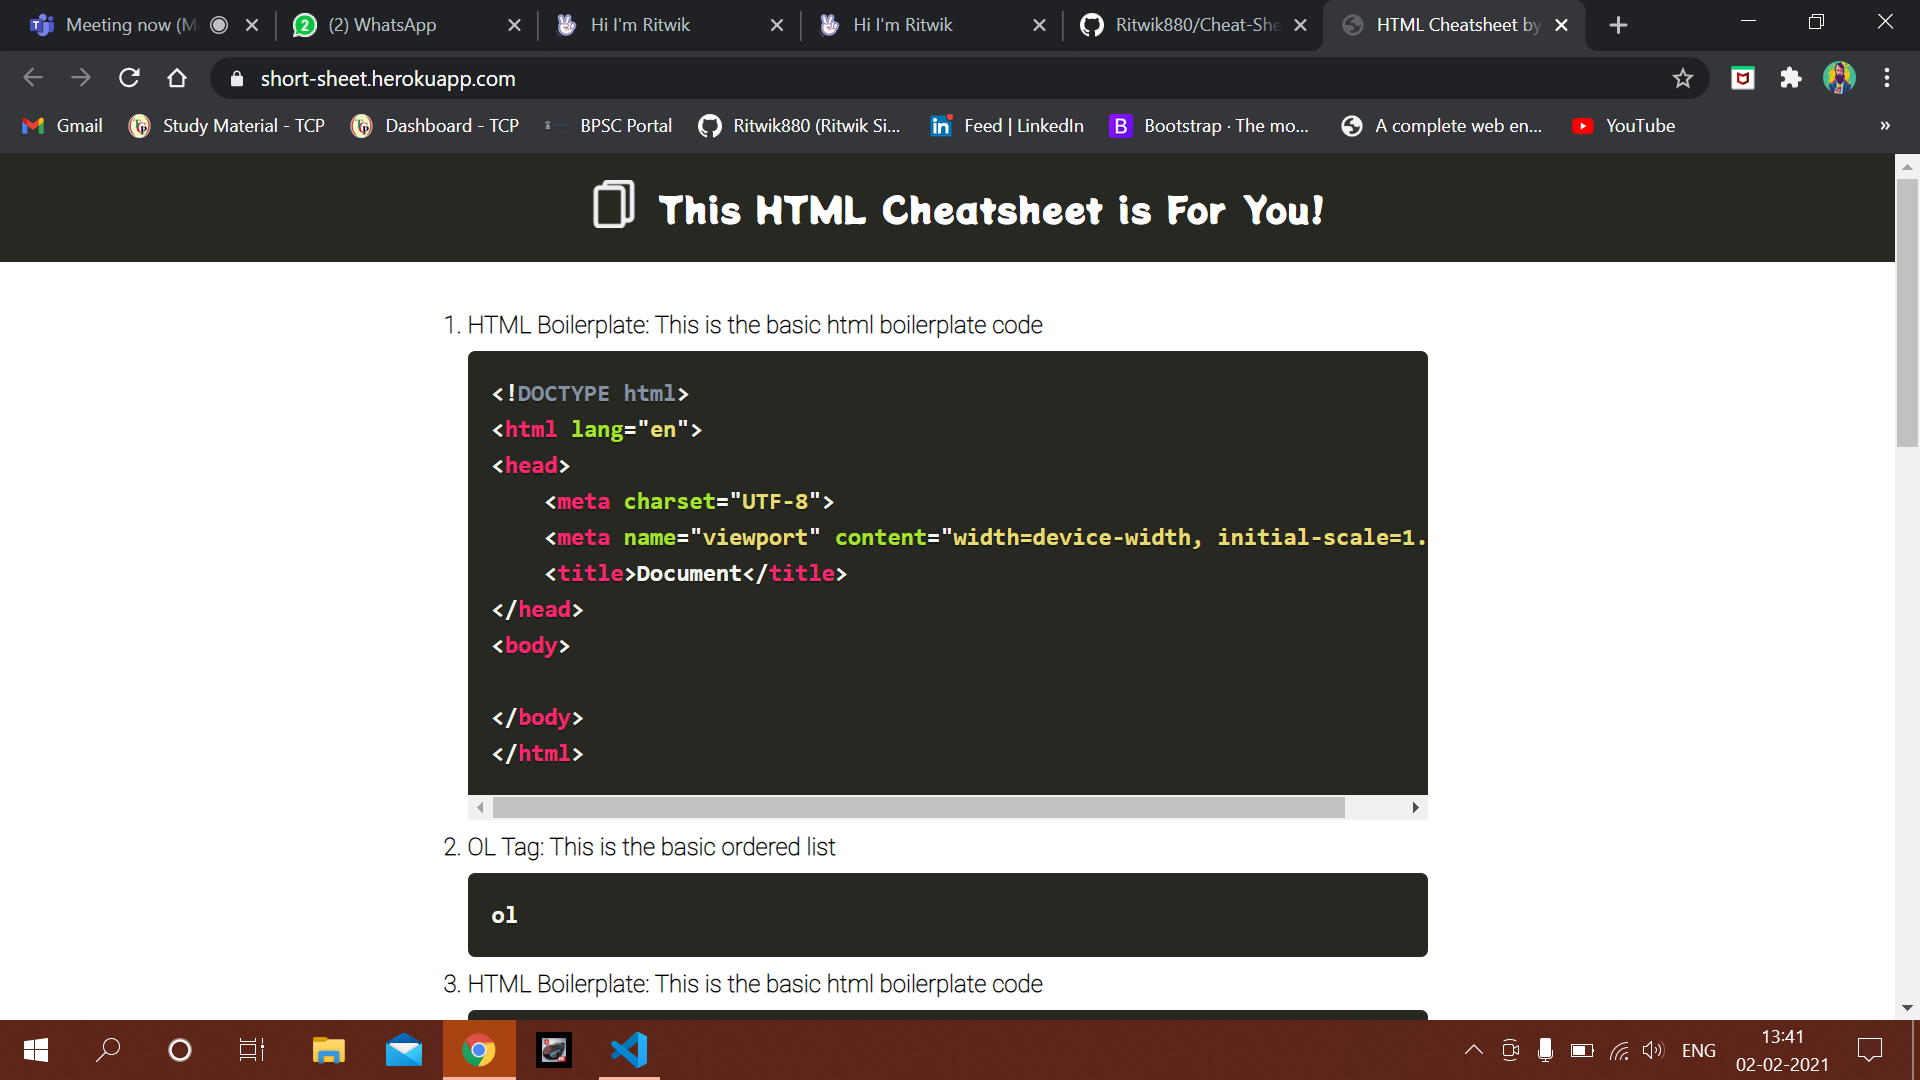 Meeting now (M
(2) WhatsApp
Hi I'm Ritwik
Hi I'm Ritwik
Ritwik880/Cheat-She
HTML Cheatsheet by
short-sheet.herokuapp.com
Gmail
Study Material - TCP
Dashboard - TCP
BPSC Portal
Ritwik880 (Ritwik Si...
Feed | LinkedIn
Bootstrap · The mo...
A complete web en...
YouTube
»
This HTML Cheatsheet is For You!
1. HTML Boilerplate: This is the basic html boilerplate code
<!DOCTYPE html>
<html lang="en">
<head>
<meta charset="UTF-8">
<meta name="viewport" content="width=device-width, initial-scale=1.
<title>Document</title>
</head>
<body>
</body>
</html>
2. OL Tag: This is the basic ordered list
ol
3. HTML Boilerplate: This is the basic html boilerplate code
ENG
13:41
02-02-2021